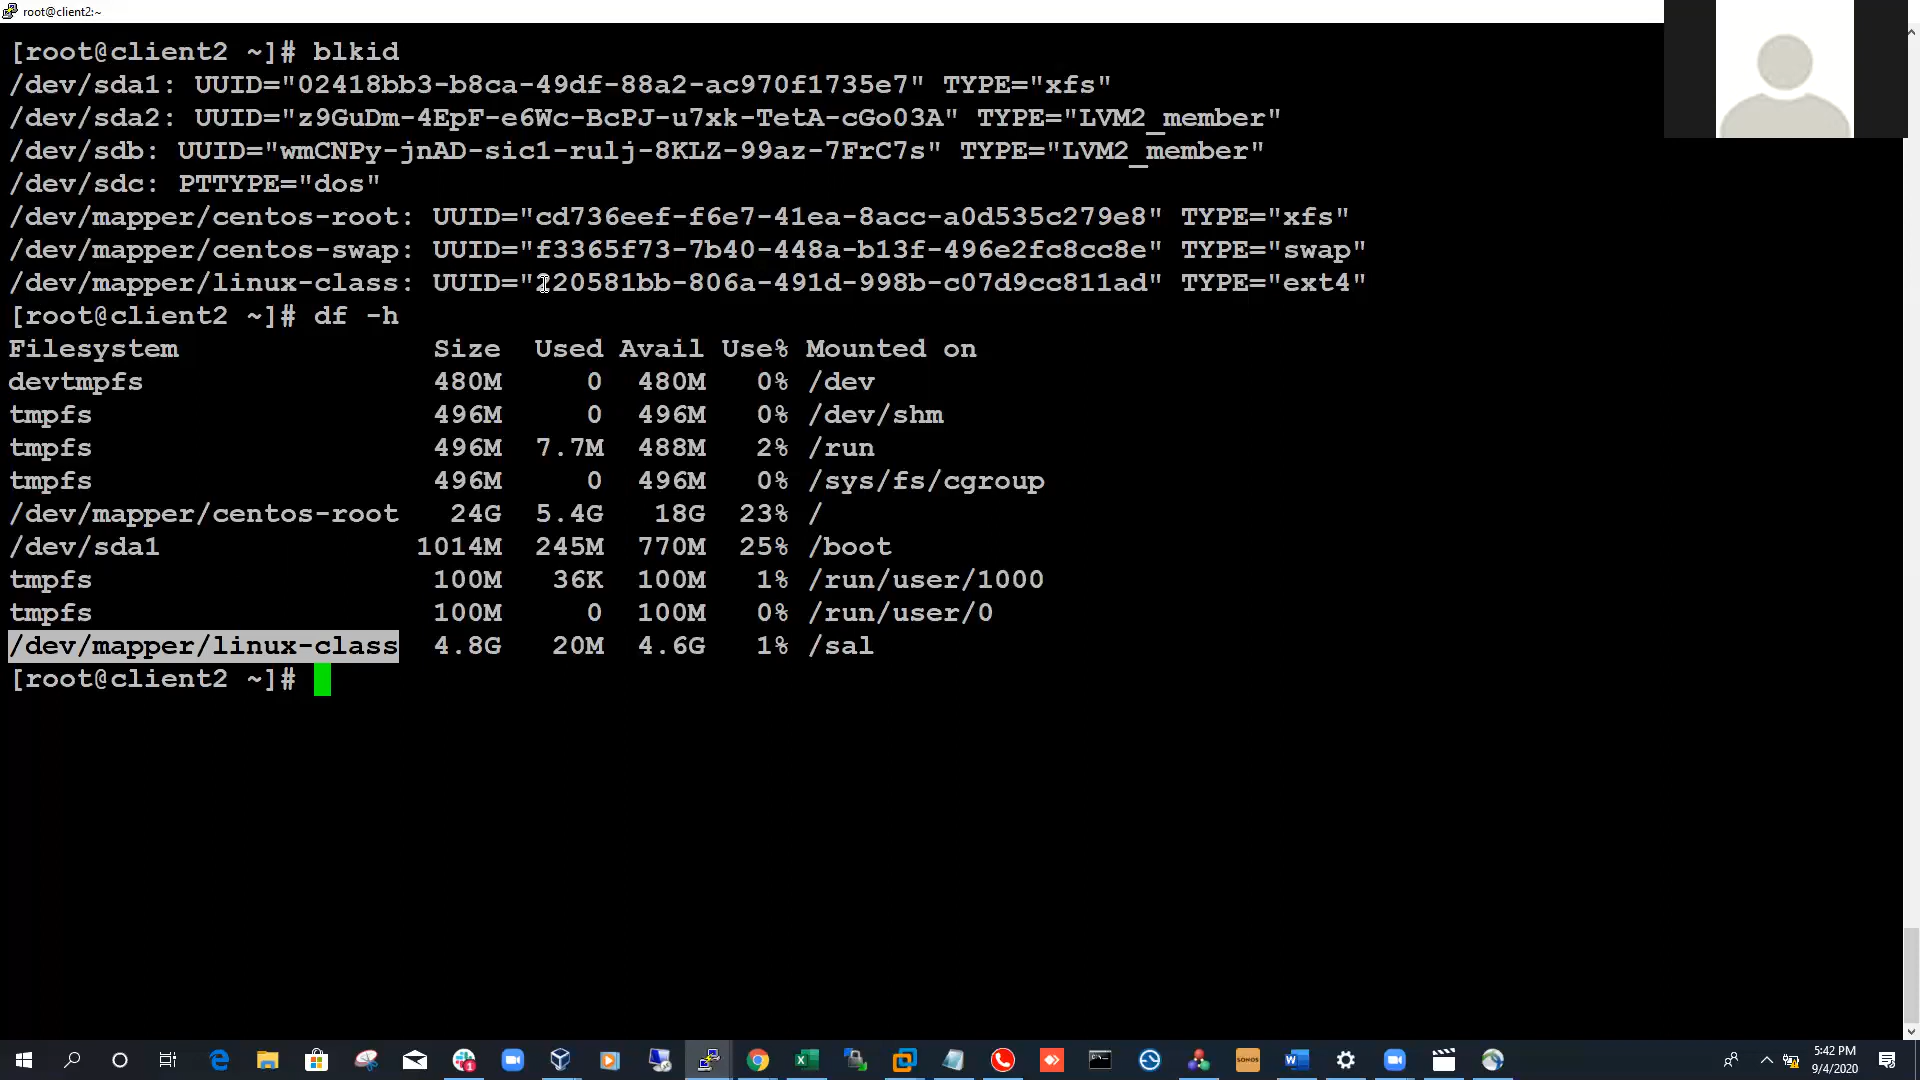 root@client2:~
[root@client2 ~]# blkid
/dev/sda1: UUID="02418bb3-b8ca-49df-88a2-ac970f1735e7" TYPE="xfs"
/dev/sda2: UUID="z9GuDm-4EpF-e6Wc-BcPJ-u7xk-TetA-cGo03A" TYPE="LVM2_member"
/dev/sdb: UUID="wmCNPy-jnAD-sic1-rulj-8KLZ-99az-7FrC7s" TYPE="LVM2_member"
/dev/sdc: PTTYPE="dos"
/dev/mapper/centos-root: UUID="cd736eef-f6e7-41ea-8acc-a0d535c279e8" TYPE="xfs"
/dev/mapper/centos-swap: UUID="f3365f73-7b40-448a-b13f-496e2fc8cc8e" TYPE="swap"
/dev/mapper/linux-class: TYPE="ext4"
[root@client2 ~]# df -h
Filesystem Size Used Avail Use% Mounted on
devtmpfs 480M 0 480M 0% /dev
tmpfs 496M 0 496M 0% /dev/shm
tmpfs 496M 7.7M 488M 2% /run
tmpfs 496M 0 496M 0% /sys/fs/cgroup
/dev/mapper/centos-root 24G 5.4G 18G 23% /
/dev/sda1 1014M 245M 770M 25% /boot
tmpfs 100M 36K 100M 1% /run/user/1000
tmpfs 100M 0 100M 0% /run/user/0
/dev/mapper/linux-class 4.8G 20M 4.6G 1% /sal
[root@client2 ~]#
SONOS
5:42 PM
9/4/2020